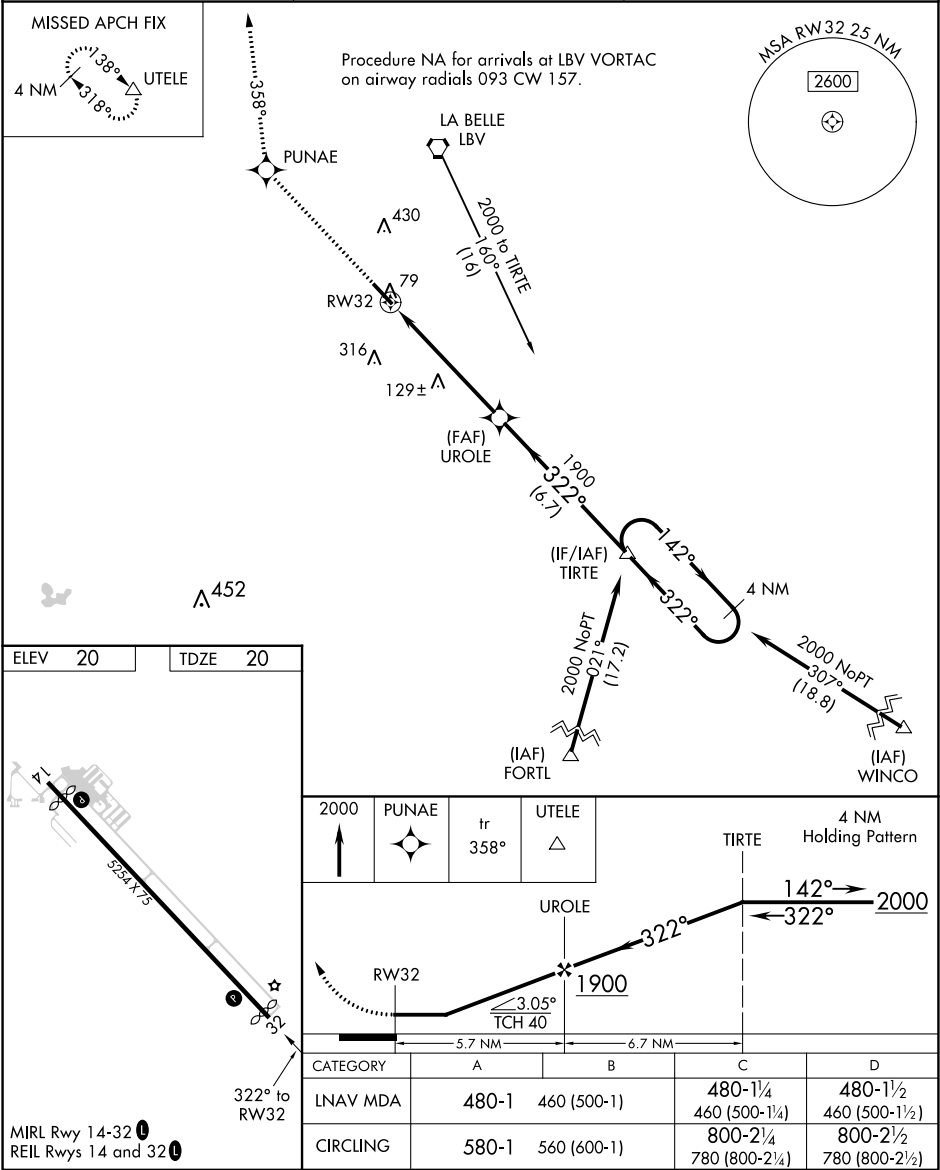 MISSED APCH FIX
138°
4 NM
UTELE
318°
358°
Procedure NA for arrivals at LBV VORTAC
on airway radials 093 CW 157.
MSA RW32 25 NM
2600
LA BELLE
LBV
PUNAE
2000 to TIRTE
160°
(16)
430
79
RW32
316
129±
(FAF)
UROLE
1900
322°
(6.7)
(IF/IAF)
TIRTE
142°
322°
4 NM
452
2000 NoPT
021°
(17.2)
2000 NoPT
307°
(18.8)
(IAF)
FORTL
(IAF)
WINCO
ELEV 20
TDZE 20
14
P
5254 X 75
P
32
322° to
RW32
MIRL Rwy 14-32 L
REIL Rwys 14 and 32 L
2000
PUNAE
tr
358°
UTELE
4 NM
Holding Pattern
TIRTE
142°
322°
2000
UROLE
322°
RW32
1900
3.05°
TCH 40
5.7 NM
6.7 NM
CATEGORY A B C D
LNAV MDA 480-1 460 (500-1) 480-1¼ 480-1½
460 (500-1¼) 460 (500-1½)
CIRCLING 580-1 560 (600-1) 800-2¼ 800-2½
780 (800-2¼) 780 (800-2½)